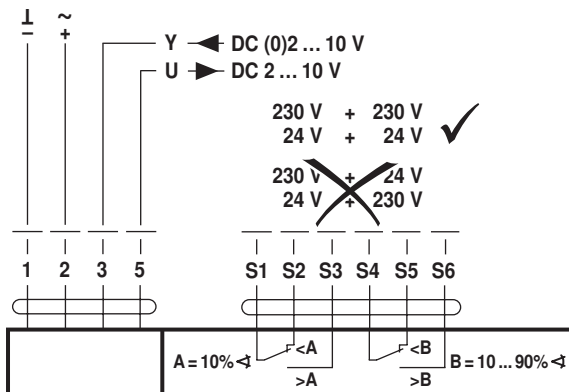 ⊥ ~
– +
Y DC (0)2 ... 10 V
U DC 2 ... 10 V
230 V + 230 V
24 V + 24 V
230 V + 24 V
24 V + 230 V
1 2 3 5 S1 S2 S3 S4 S5 S6
A = 10% ∢ <A <B B = 10 ... 90% ∢
>A >B